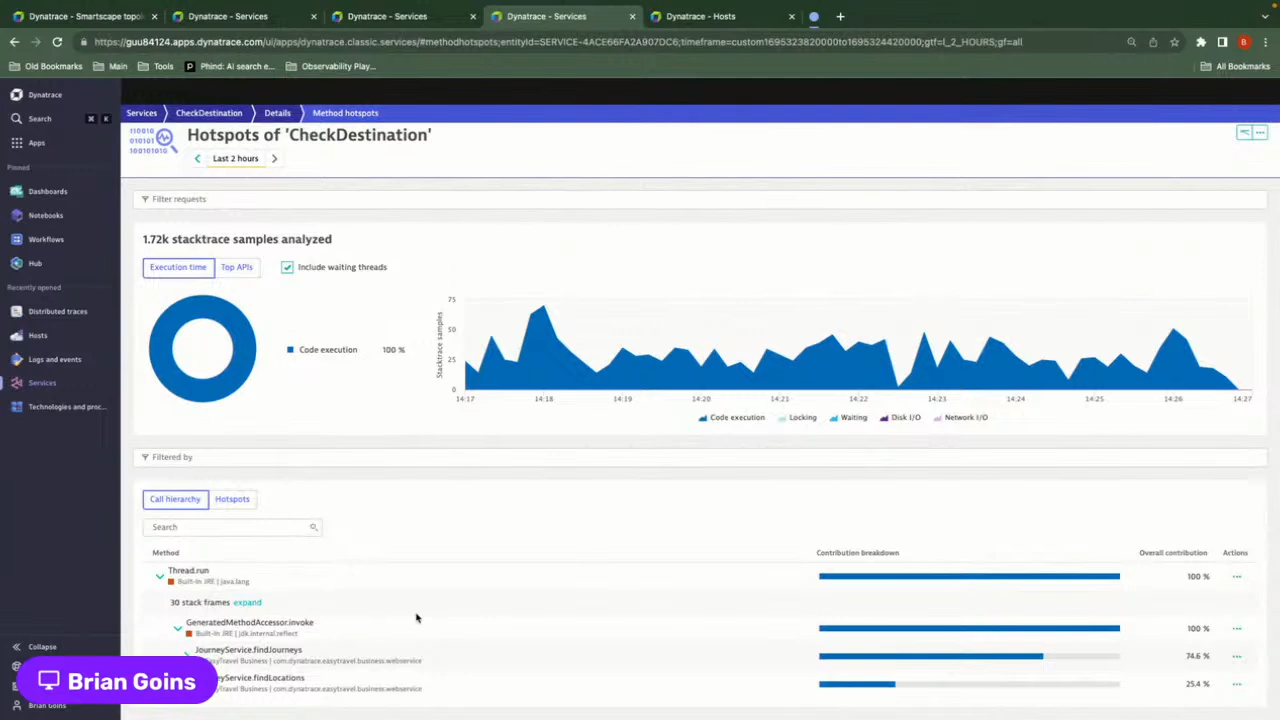 Dynatrace - Smartscape topol
Dynatrace - Services
Dynatrace - Services
Dynatrace - Services
Dynatrace - Hosts
https://guu84124.apps.dynatrace.com/ui/apps/dynatrace.classic.services/#methodhotspots;entityId=SERVICE-4ACE66FA2A907DC6;timeframe=custom1695323820000to1695324420000;gtf=l_2_HOURS;gf=all
B
Old Bookmarks
Main
Tools
Phind: AI search e...
Observability Play...
All Bookmarks
Dynatrace
Search
K
Apps
Pinned
Dashboards
Notebooks
Workflows
Hub
Recently opened
Distributed traces
Hosts
Logs and events
Services
Technologies and proc...
Collapse
Brian Goins
Brian Goins
Services
CheckDestination
Details
Method hotspots
Hotspots of 'CheckDestination'
Last 2 hours
Filter requests
1.72k stacktrace samples analyzed
Execution time
Top APIs
Include waiting threads
Code execution 100 %
Stacktrace samples
75
50
25
0
14:17 14:18 14:19 14:20 14:21 14:22 14:23 14:24 14:25 14:26 14:27
Code execution Locking Waiting Disk I/O Network I/O
Filtered by
Call hierarchy
Hotspots
Search
Method Contribution breakdown Overall contribution Actions
Thread.run
Built-In JRE | java.lang
100 %
30 stack frames expand
GeneratedMethodAccessor.invoke
Built-In JRE | jdk.internal.reflect
100 %
JourneyService.findJourneys
Travel Business | com.dynatrace.easytravel.business.webservice
74.6 %
yService.findLocations
Travel Business | com.dynatrace.easytravel.business.webservice
25.4 %